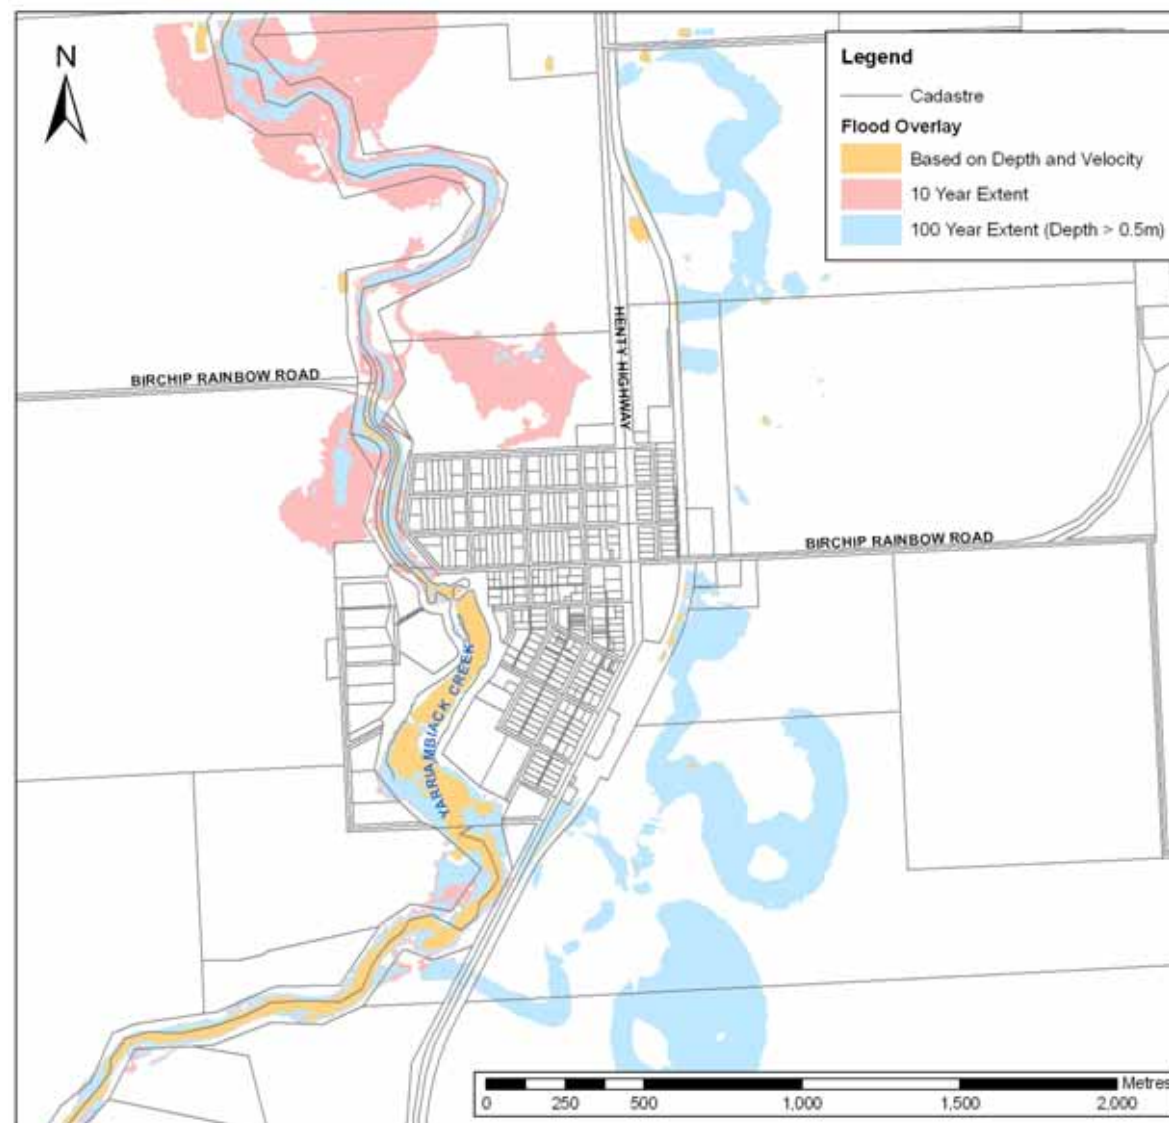 N
Legend
Cadastre
Flood Overlay
Based on Depth and Velocity
10 Year Extent
100 Year Extent (Depth > 0.5m)
HENTY HIGHWAY
BIRCHIP RAINBOW ROAD
BIRCHIP RAINBOW ROAD
YARRIAMBIACK CREEK
Metres
0 250 500 1,000 1,500 2,000